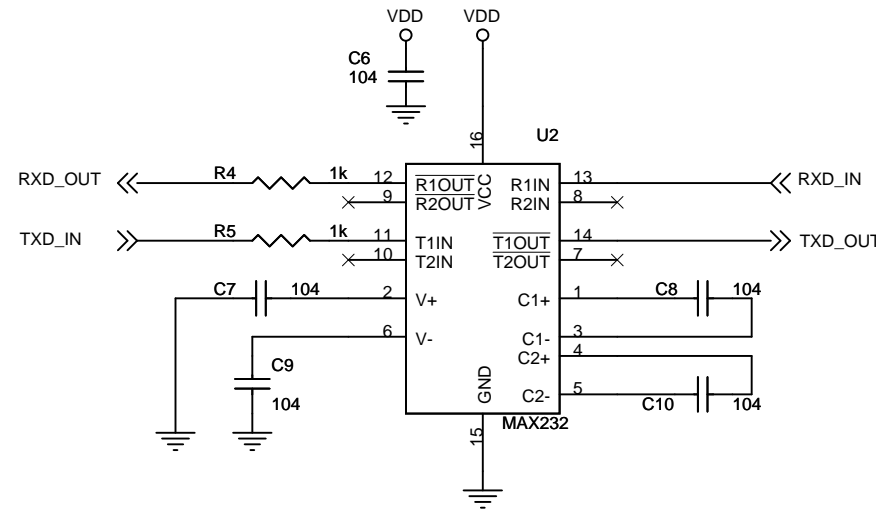 VDD VDD
C6
104
16
U2
RXD_OUT R4 1k 12 R1OUT VCC R1IN 13 RXD_IN
9 R2OUT R2IN 8
TXD_IN R5 1k 11 T1IN T1OUT 14 TXD_OUT
10 T2IN T2OUT 7
C7 104 2 V+ C1+ 1 C8 104
6 V- C1- 3
C2+ 4
C9
104
GND C2- 5 C10 104
MAX232
15